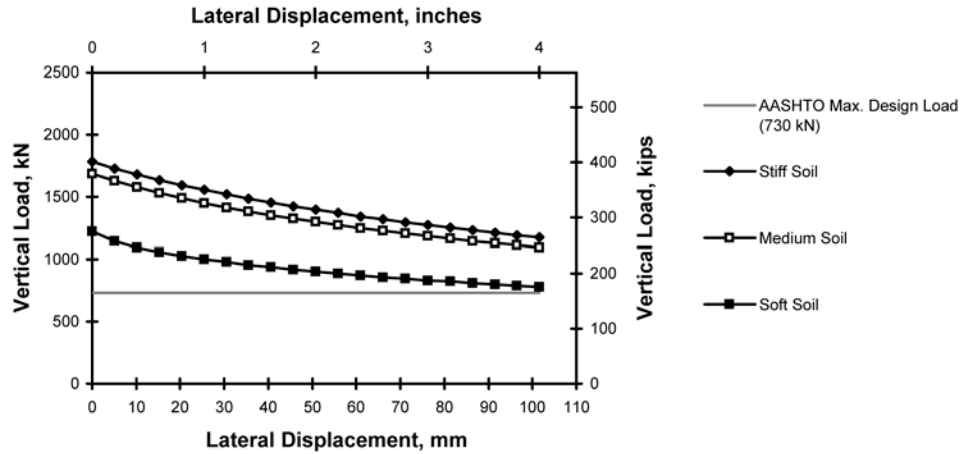 Lateral Displacement, inches
0 1 2 3 4
2500
2000
1500
1000
500
0
Vertical Load, kN
500
400
300
200
100
0
Vertical Load, kips
0 10 20 30 40 50 60 70 80 90 100 110
Lateral Displacement, mm
AASHTO Max. Design Load
(730 kN)
Stiff Soil
Medium Soil
Soft Soil